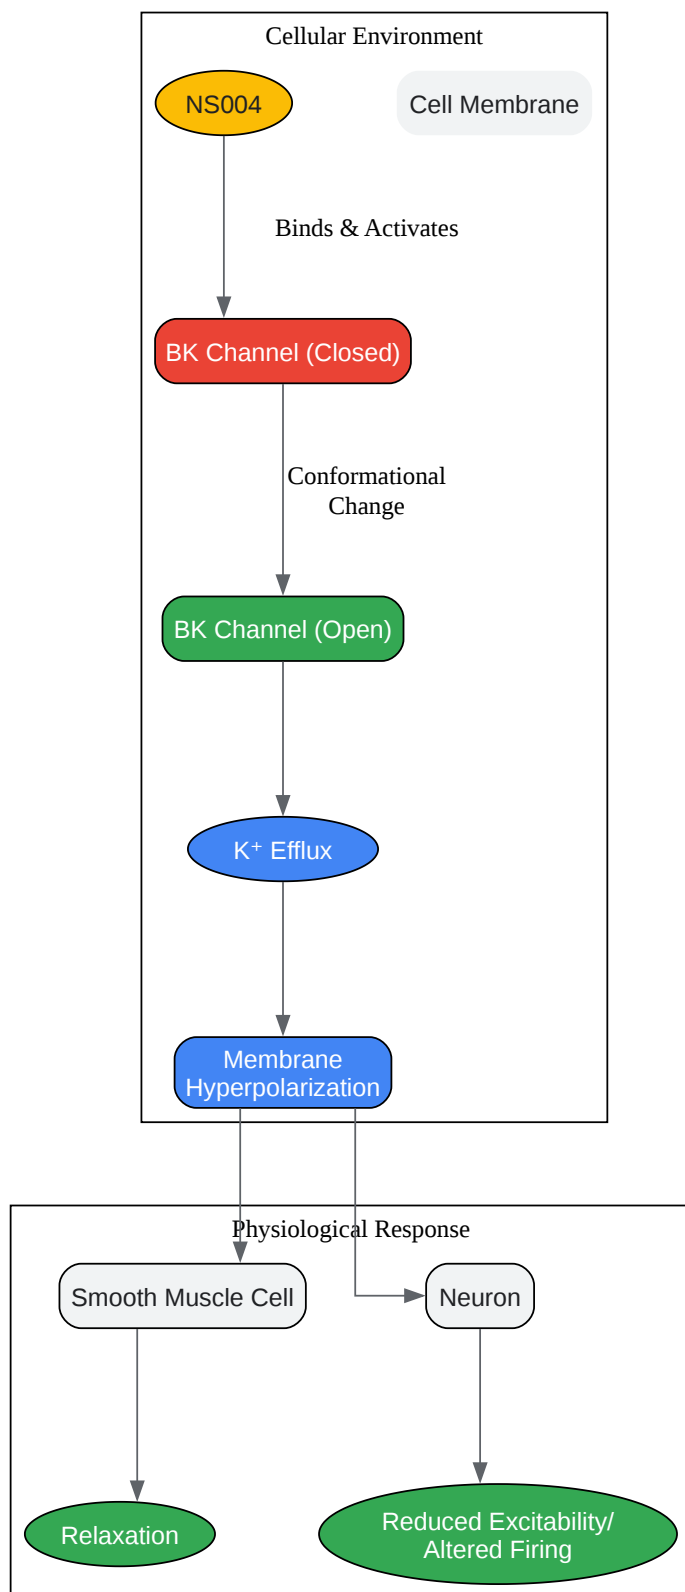 Cellular Environment
NS004
Cell Membrane
Binds & Activates
BK Channel (Closed)
Conformational
Change
BK Channel (Open)
K⁺ Efflux
Membrane
Hyperpolarization
Physiological Response
Smooth Muscle Cell
Neuron
Relaxation
Reduced Excitability/
Altered Firing